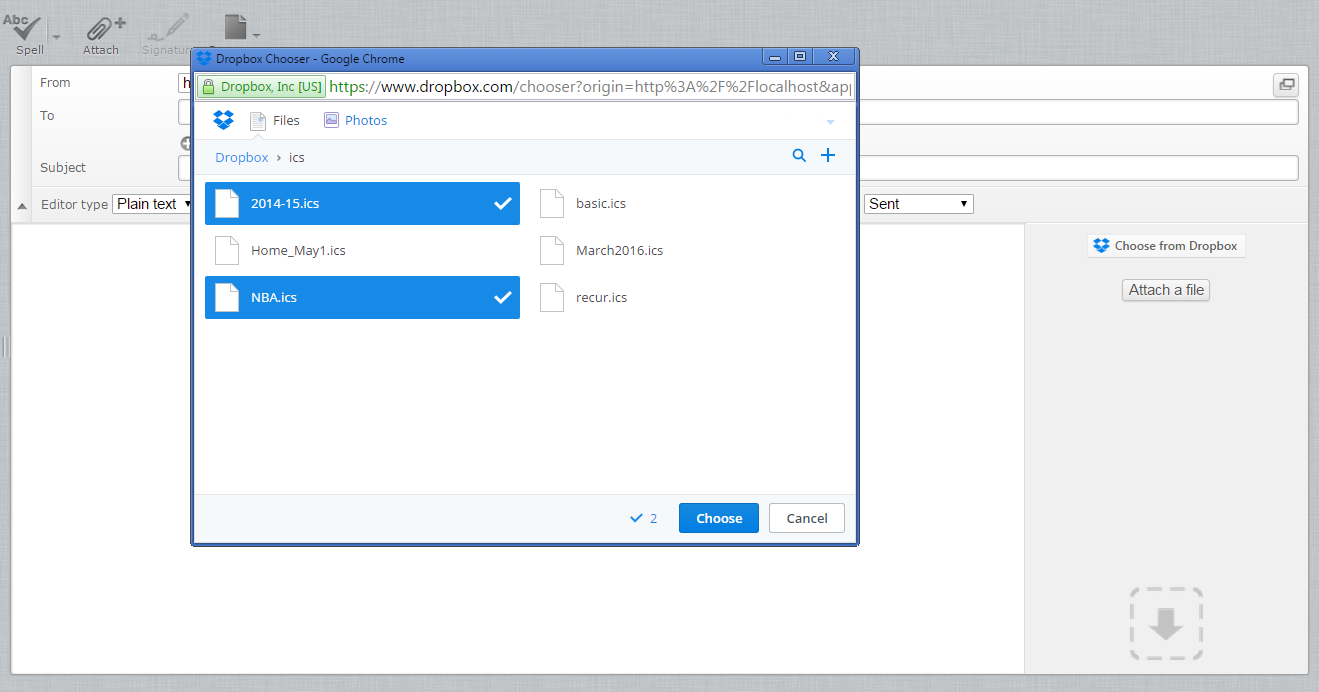 Abc
Spell
Attach
Signature
Dropbox Chooser - Google Chrome
Dropbox, Inc [US] https://www.dropbox.com/chooser?origin=http%3A%2F%2Flocalhost&app
Files Photos
Dropbox › ics
2014-15.ics
basic.ics
Home_May1.ics
March2016.ics
NBA.ics
recur.ics
2
Choose
Cancel
From
h
To
Subject
Editor type Plain text
Sent
Choose from Dropbox
Attach a file